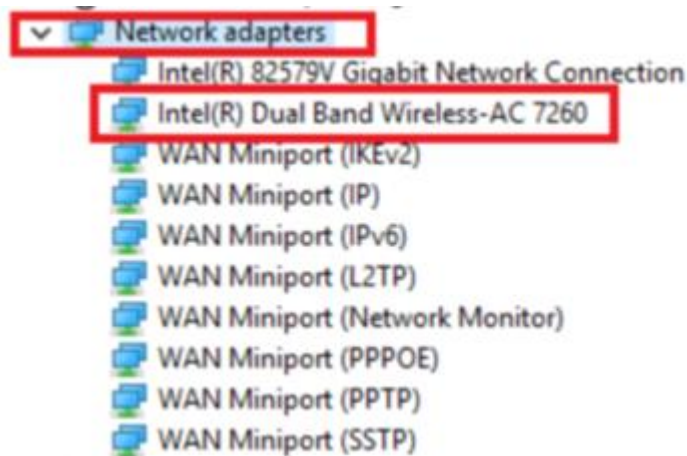 Network adapters
Intel(R) 82579V Gigabit Network Connection
Intel(R) Dual Band Wireless-AC 7260
WAN Miniport (IKEv2)
WAN Miniport (IP)
WAN Miniport (IPv6)
WAN Miniport (L2TP)
WAN Miniport (Network Monitor)
WAN Miniport (PPPOE)
WAN Miniport (PPTP)
WAN Miniport (SSTP)